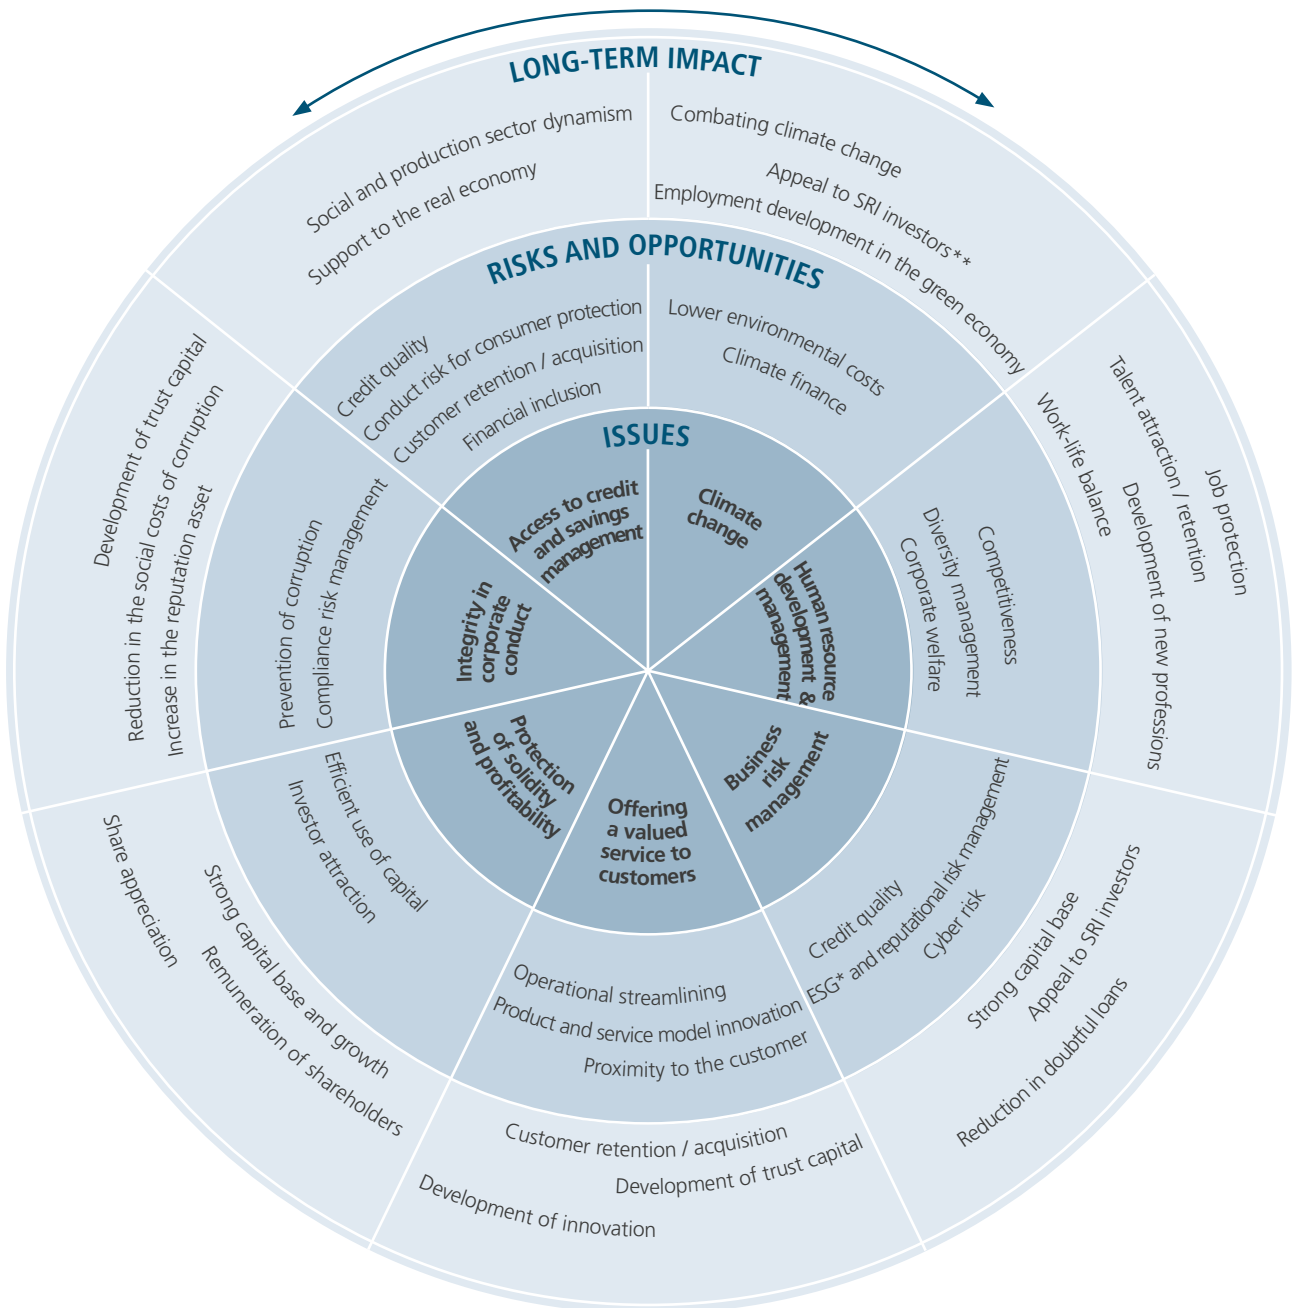 LONG-TERM IMPACT
Social and production sector dynamism
Support to the real economy
Combating climate change
Appeal to SRI investors**
Employment development in the green economy
RISKS AND OPPORTUNITIES
Credit quality
Conduct risk for consumer protection
Customer retention / acquisition
Financial inclusion
Lower environmental costs
Climate finance
ISSUES
Access to credit
and savings
management
Climate
change
Human resource
development &
management
Business
risk
management
Offering
a valued
service to
customers
Protection
of solidity
and profitability
Integrity in
corporate
conduct
Competitiveness
Diversity management
Corporate welfare
Job protection
Talent attraction / retention
Development of new professions
Work-life balance
Credit quality
ESG* and reputational risk management
Cyber risk
Strong capital base
Appeal to SRI investors
Reduction in doubtful loans
Operational streamlining
Product and service model innovation
Proximity to the customer
Customer retention / acquisition
Development of trust capital
Development of innovation
Efficient use of capital
Investor attraction
Share appreciation
Strong capital base and growth
Remuneration of shareholders
Prevention of corruption
Compliance risk management
Development of trust capital
Reduction in the social costs of corruption
Increase in the reputation asset